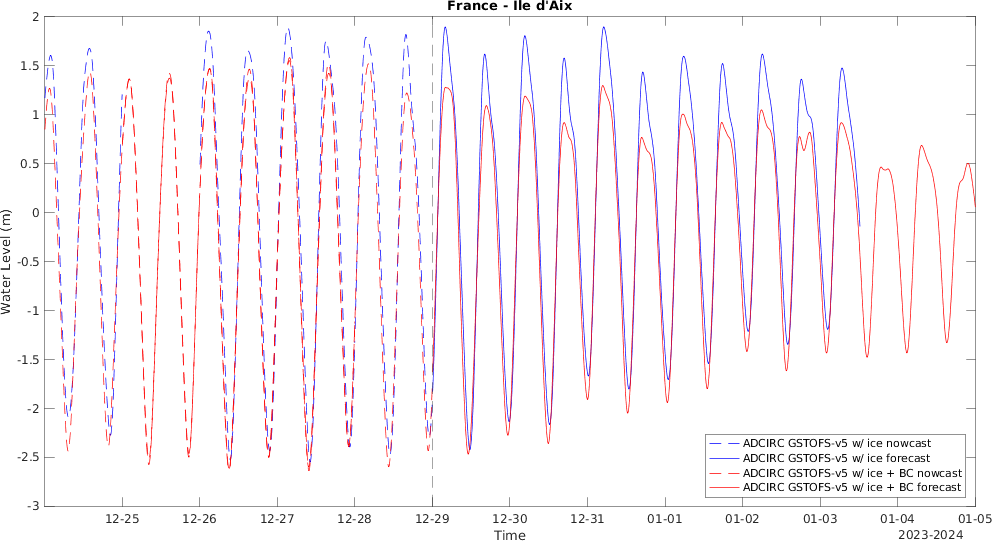 France - Ile d'Aix
2
1.5
1
0.5
0
-0.5
-1
-1.5
-2
-2.5
-3
Water Level (m)
ADCIRC GSTOFS-v5 w/ ice nowcast
ADCIRC GSTOFS-v5 w/ ice forecast
ADCIRC GSTOFS-v5 w/ ice + BC nowcast
ADCIRC GSTOFS-v5 w/ ice + BC forecast
12-25 12-26 12-27 12-28 12-29 12-30 12-31 01-01 01-02 01-03 01-04 01-05
Time
2023-2024